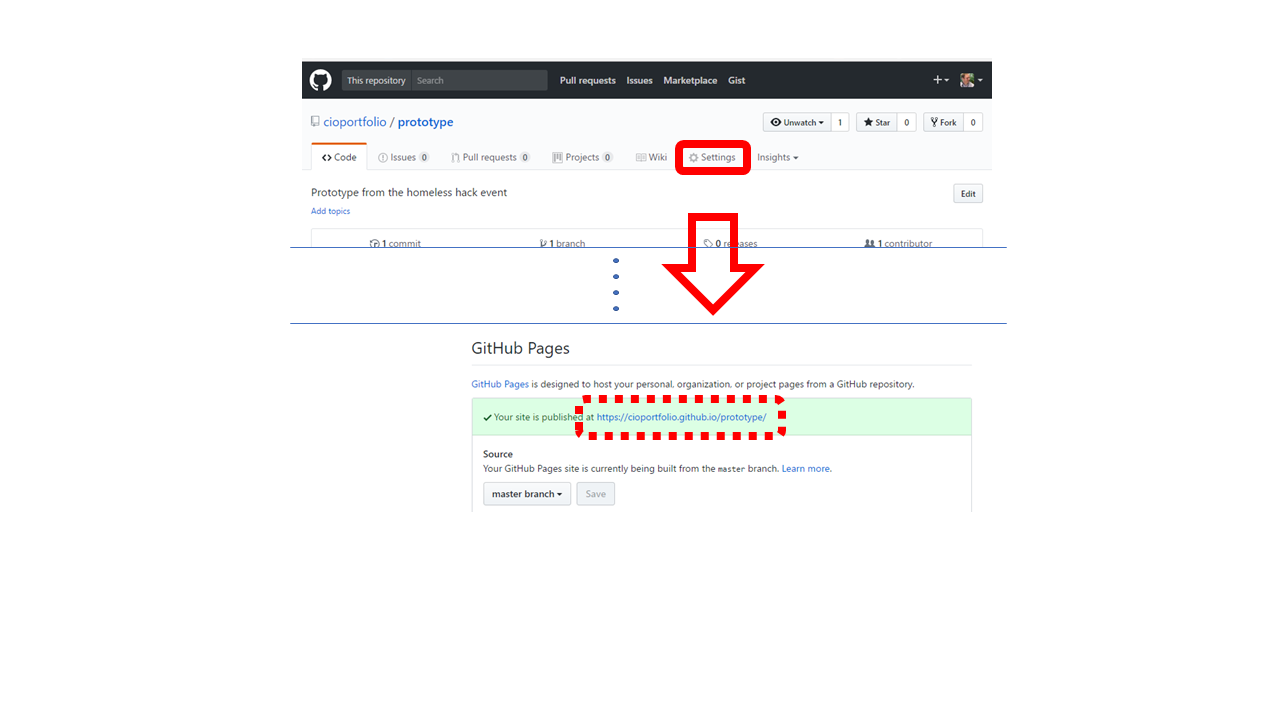 This repository Search Pull requests Issues Marketplace Gist
cioportfolio / prototype Unwatch 1 Star 0 Fork 0
Code Issues 0 Pull requests 0 Projects 0 Wiki Settings Insights
Prototype from the homeless hack event Edit
Add topics
1 commit 1 branch 0 releases 1 contributor
GitHub Pages
GitHub Pages is designed to host your personal, organization, or project pages from a GitHub repository.
Your site is published at https://cioportfolio.github.io/prototype/
Source
Your GitHub Pages site is currently being built from the master branch. Learn more.
master branch Save